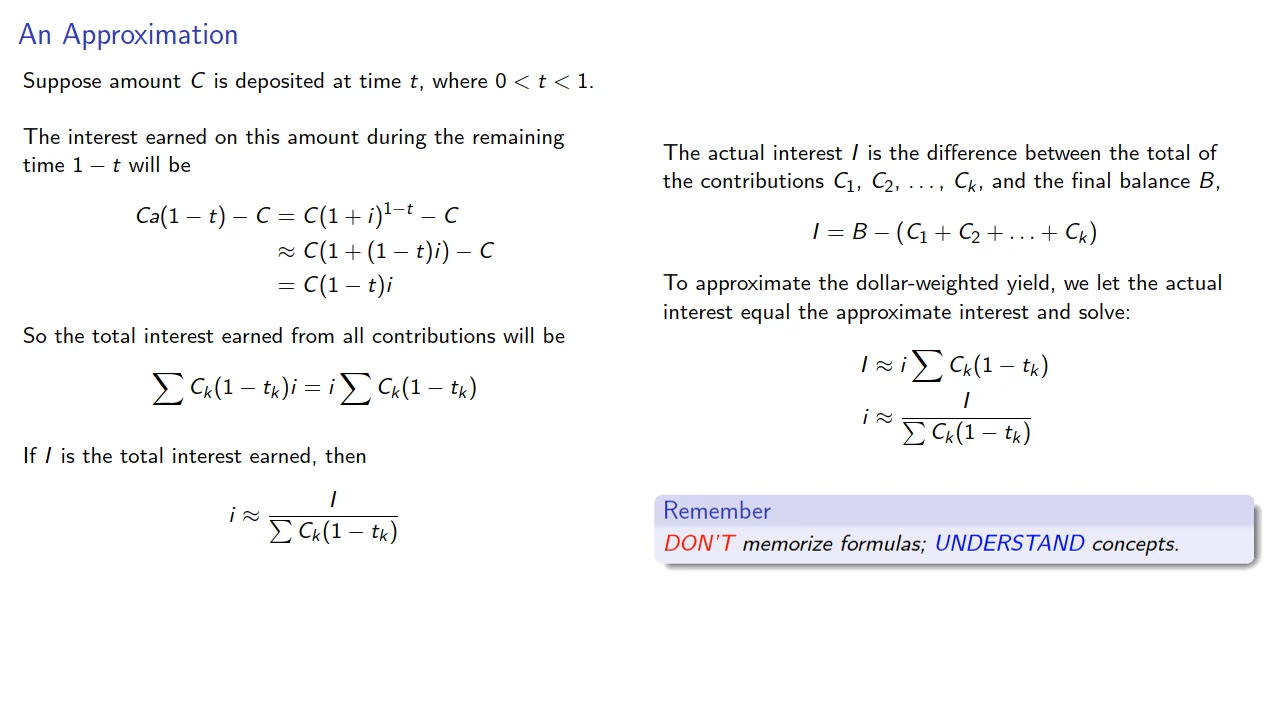 An Approximation
Suppose amount C is deposited at time t, where 0 < t < 1.
The interest earned on this amount during the remaining
time 1 − t will be
Ca(1 − t) − C = C(1 + i)^{1−t} − C
≈ C(1 + (1 − t)i) − C
= C(1 − t)i
So the total interest earned from all contributions will be
∑ C_k(1 − t_k)i = i ∑ C_k(1 − t_k)
If I is the total interest earned, then
i ≈ I / ∑ C_k(1 − t_k)
The actual interest I is the difference between the total of
the contributions C_1, C_2, . . . , C_k, and the final balance B,
I = B − (C_1 + C_2 + . . . + C_k)
To approximate the dollar-weighted yield, we let the actual
interest equal the approximate interest and solve:
I ≈ i ∑ C_k(1 − t_k)
i ≈ I / ∑ C_k(1 − t_k)
Remember
DON'T memorize formulas; UNDERSTAND concepts.